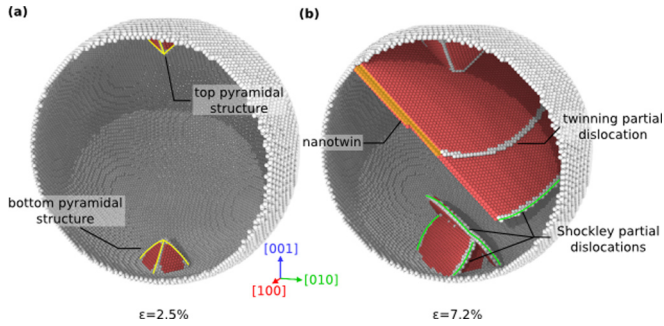 (a)
top pyramidal
structure
bottom pyramidal
structure
ε=2.5%
[001]
[010]
[100]
(b)
twinning partial
dislocation
nanotwin
Shockley partial
dislocations
ε=7.2%